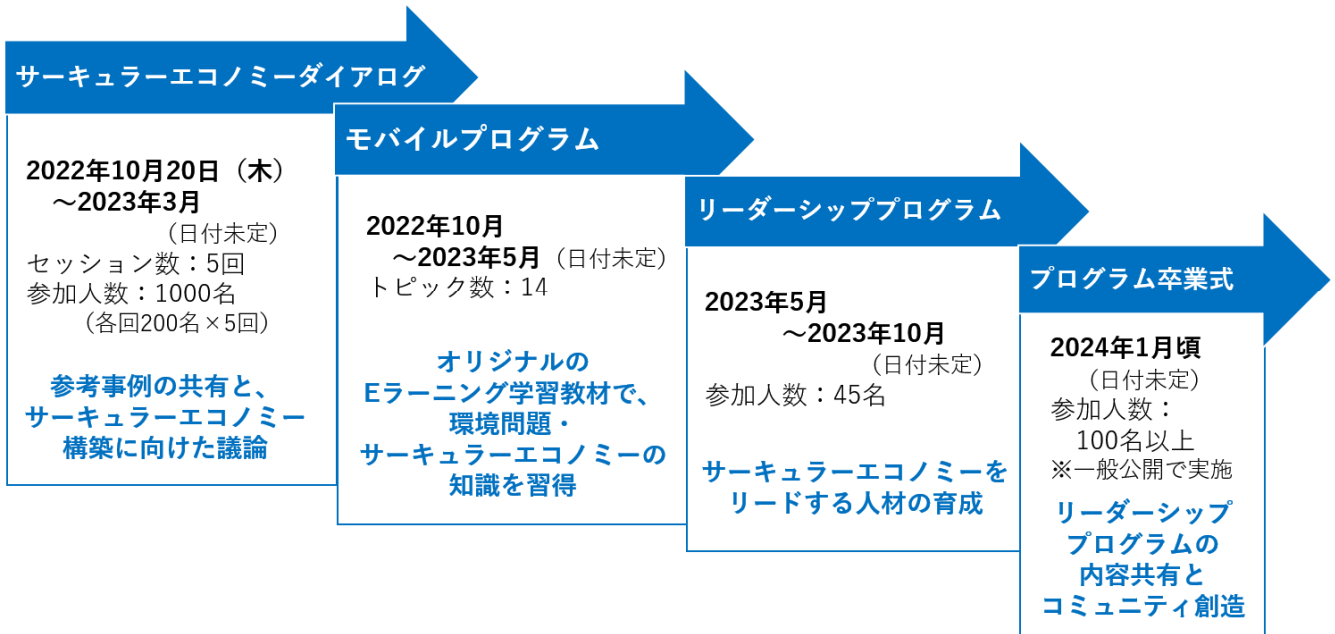 サーキュラーエコノミーダイアログ
2022年10月20日（木）
～2023年3月
（日付未定）
セッション数：5回
参加人数：1000名
（各回200名×5回）
参考事例の共有と、
サーキュラーエコノミー
構築に向けた議論
モバイルプログラム
2022年10月
～2023年5月（日付未定）
トピック数：14
オリジナルの
Eラーニング学習教材で、
環境問題・
サーキュラーエコノミーの
知識を習得
リーダーシッププログラム
2023年5月
～2023年10月
（日付未定）
参加人数：45名
サーキュラーエコノミーを
リードする人材の育成
プログラム卒業式
2024年1月頃
（日付未定）
参加人数：
100名以上
※一般公開で実施
リーダーシップ
プログラムの
内容共有と
コミュニティ創造